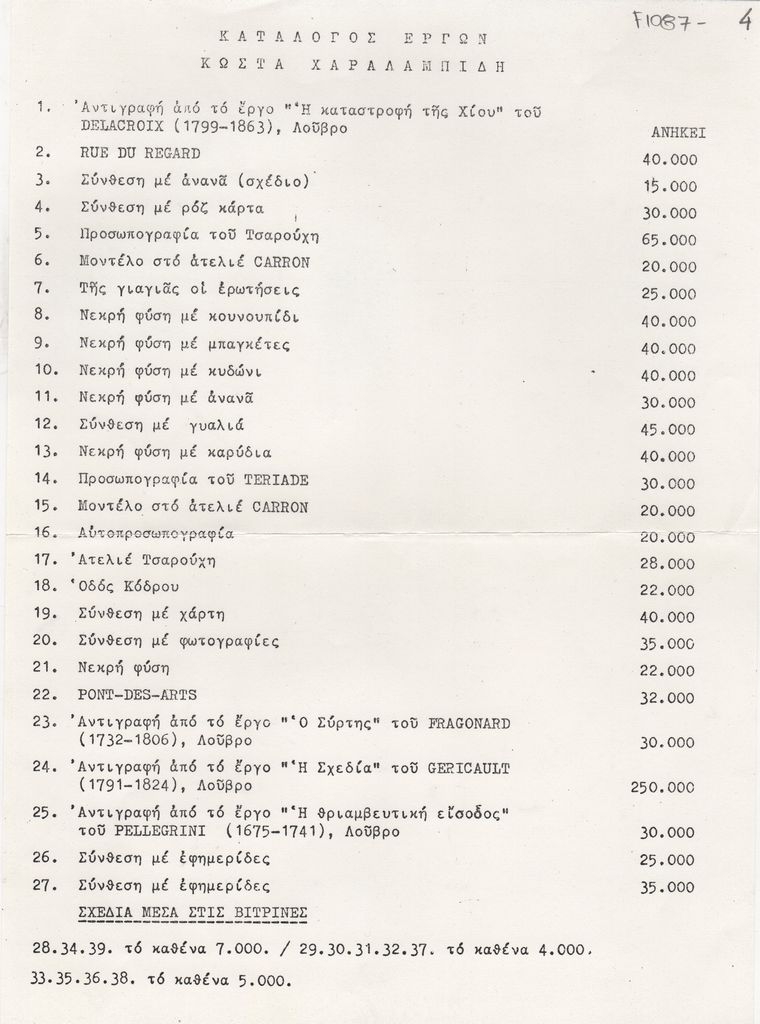 F1087- 4
ΚΑΤΑΛΟΓΟΣ ΕΡΓΩΝ
ΚΩΣΤΑ ΧΑΡΑΛΑΜΠΙΔΗ
1. 'Αντιγραφή ἀπό τό ἔργο "'Η καταστροφή τῆς Χίου" τοῦ
DELACROIX (1799-1863), Λοῦβρο ΑΝΗΚΕΙ
2. RUE DU REGARD 40.000
3. Σύνθεση μέ ἀνανᾶ (σχέδιο) 15.000
4. Σύνθεση μέ ρόζ κάρτα 30.000
5. Προσωπογραφία τοῦ Τσαρούχη 65.000
6. Μοντέλο στό ἀτελιέ CARRON 20.000
7. Τῆς γιαγιᾶς οἱ ἐρωτήσεις 25.000
8. Νεκρή φύση μέ κουνουπίδι 40.000
9. Νεκρή φύση μέ μπαγκέτες 40.000
10. Νεκρή φύση μέ κυδώνι 40.000
11. Νεκρή φύση μέ ἀνανᾶ 30.000
12. Σύνθεση μέ γυαλιά 45.000
13. Νεκρή φύση μέ καρύδια 40.000
14. Προσωπογραφία τοῦ TERIADE 30.000
15. Μοντέλο στό ἀτελιέ CARRON 20.000
16. Αὐτοπροσωπογραφία 20.000
17. 'Ατελιέ Τσαρούχη 28.000
18. 'Οδός Κόδρου 22.000
19. Σύνθεση μέ χάρτη 40.000
20. Σύνθεση μέ φωτογραφίες 35.000
21. Νεκρή φύση 22.000
22. PONT-DES-ARTS 32.000
23. 'Αντιγραφή ἀπό τό ἔργο "'Ο Σύρτης" τοῦ FRAGONARD
(1732-1806), Λοῦβρο 30.000
24. 'Αντιγραφή ἀπό τό ἔργο "'Η Σχεδία" τοῦ GERICAULT
(1791-1824), Λοῦβρο 250.000
25. 'Αντιγραφή ἀπό τό ἔργο "'Η θριαμβευτική εἴσοδος"
τοῦ PELLEGRINI (1675-1741), Λοῦβρο 30.000
26. Σύνθεση μέ ἐφημερίδες 25.000
27. Σύνθεση μέ ἐφημερίδες 35.000
ΣΧΕΔΙΑ ΜΕΣΑ ΣΤΙΣ ΒΙΤΡΙΝΕΣ
28.34.39. τό καθένα 7.000. / 29.30.31.32.37. τό καθένα 4.000.
33.35.36.38. τό καθένα 5.000.